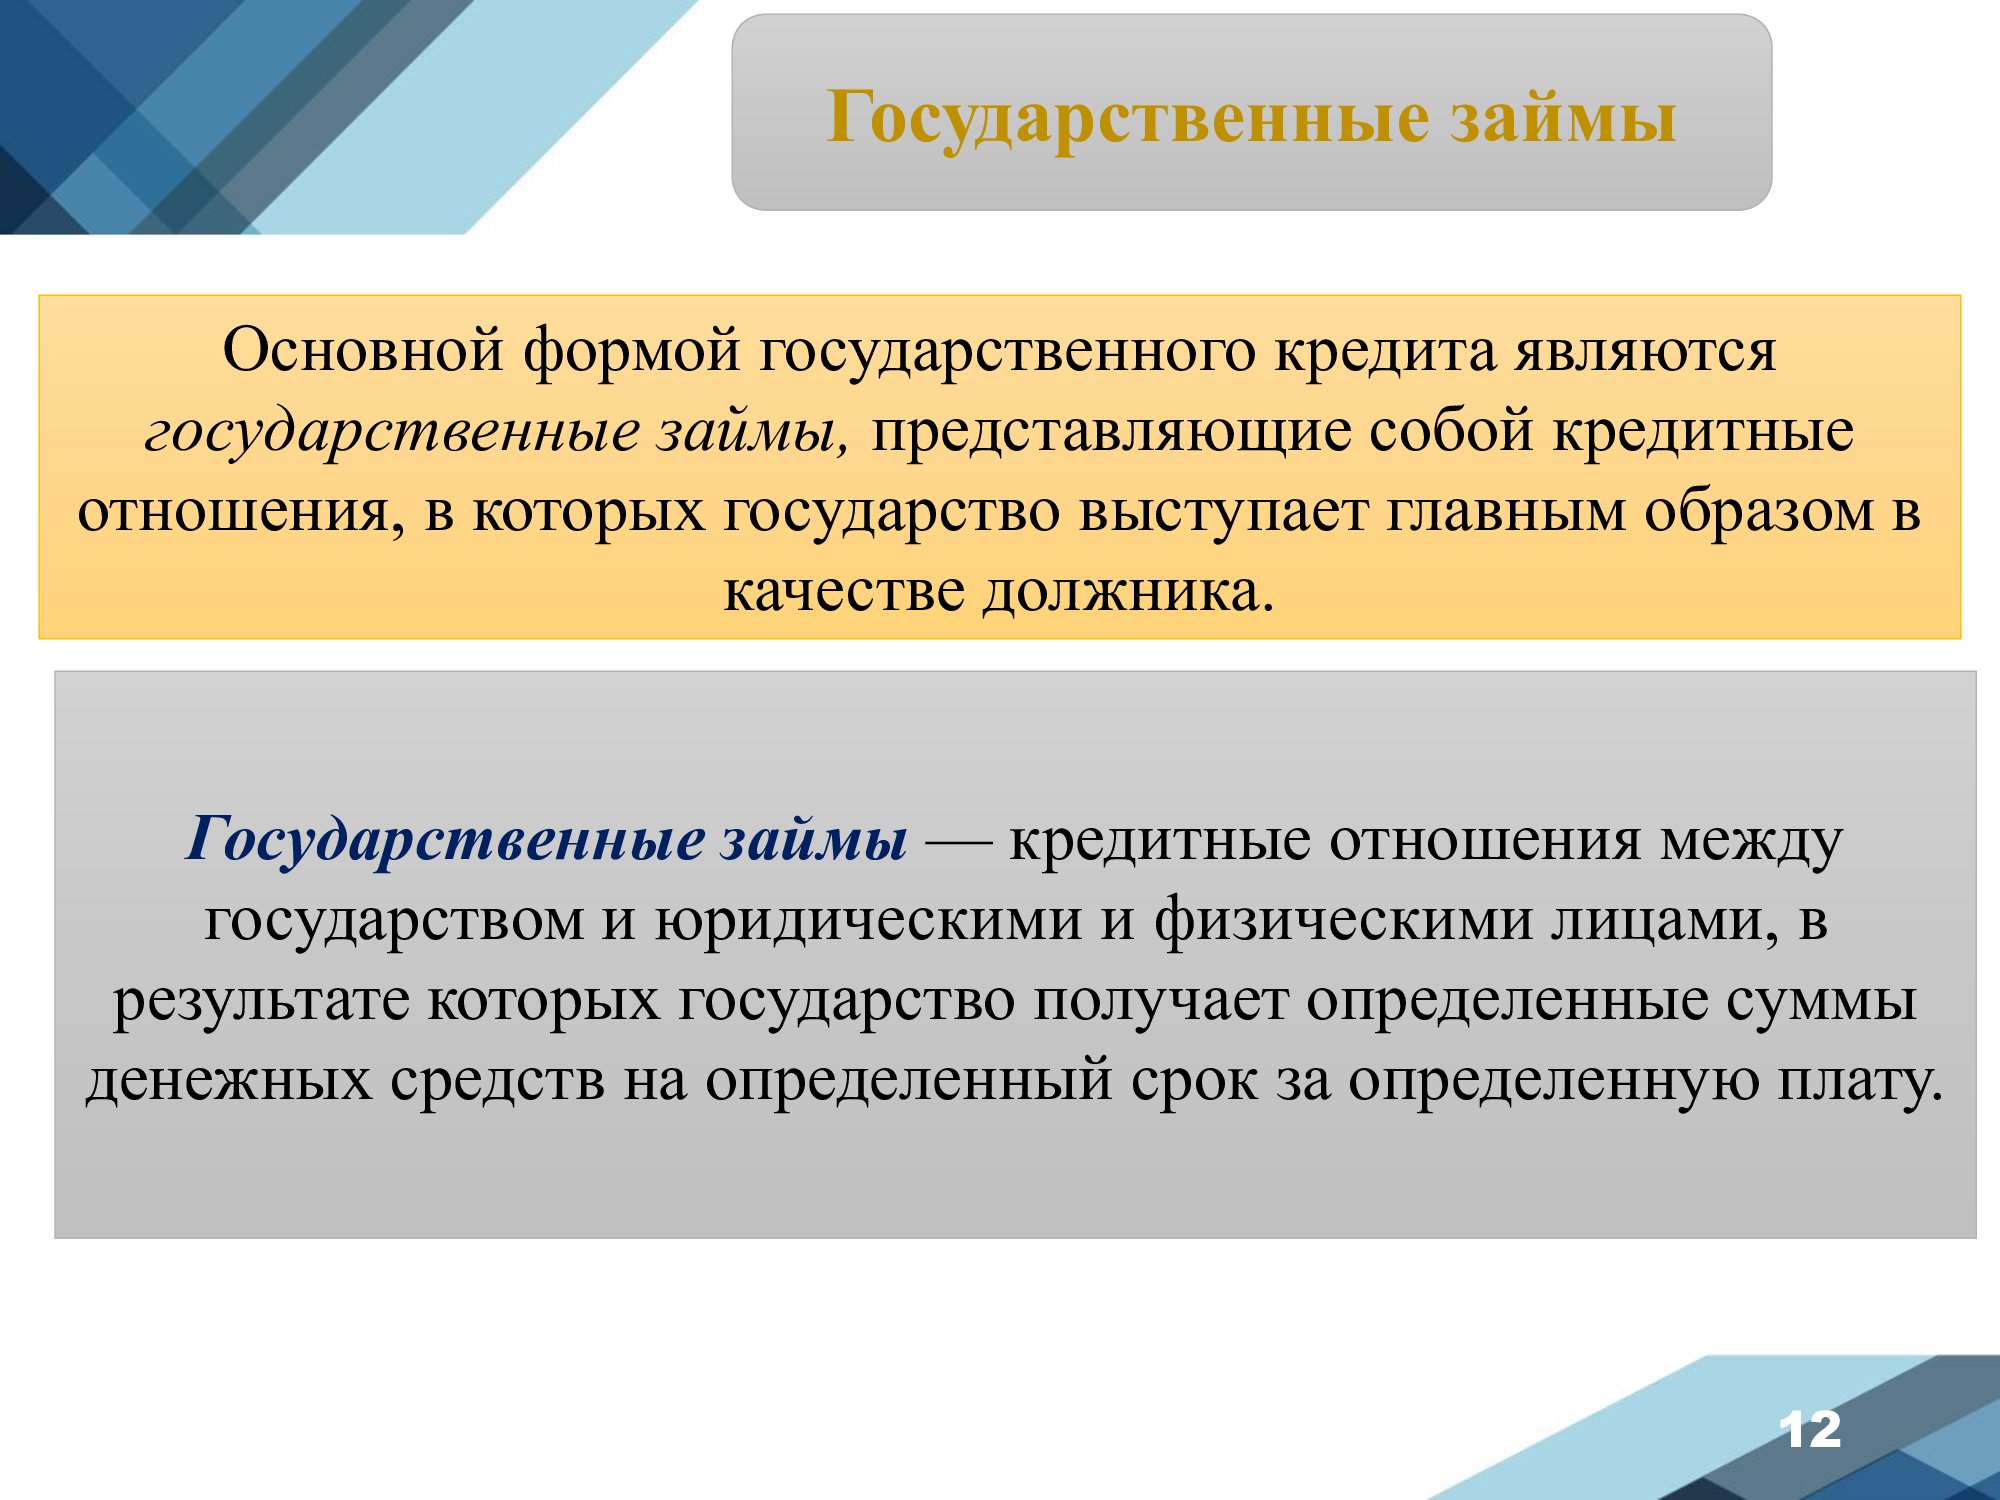 Государственные займы
Основной формой государственного кредита являются
государственные займы, представляющие собой кредитные
отношения, в которых государство выступает главным образом в
качестве должника.
Государственные займы — кредитные отношения между
государством и юридическими и физическими лицами, в
результате которых государство получает определенные суммы
денежных средств на определенный срок за определенную плату.
12